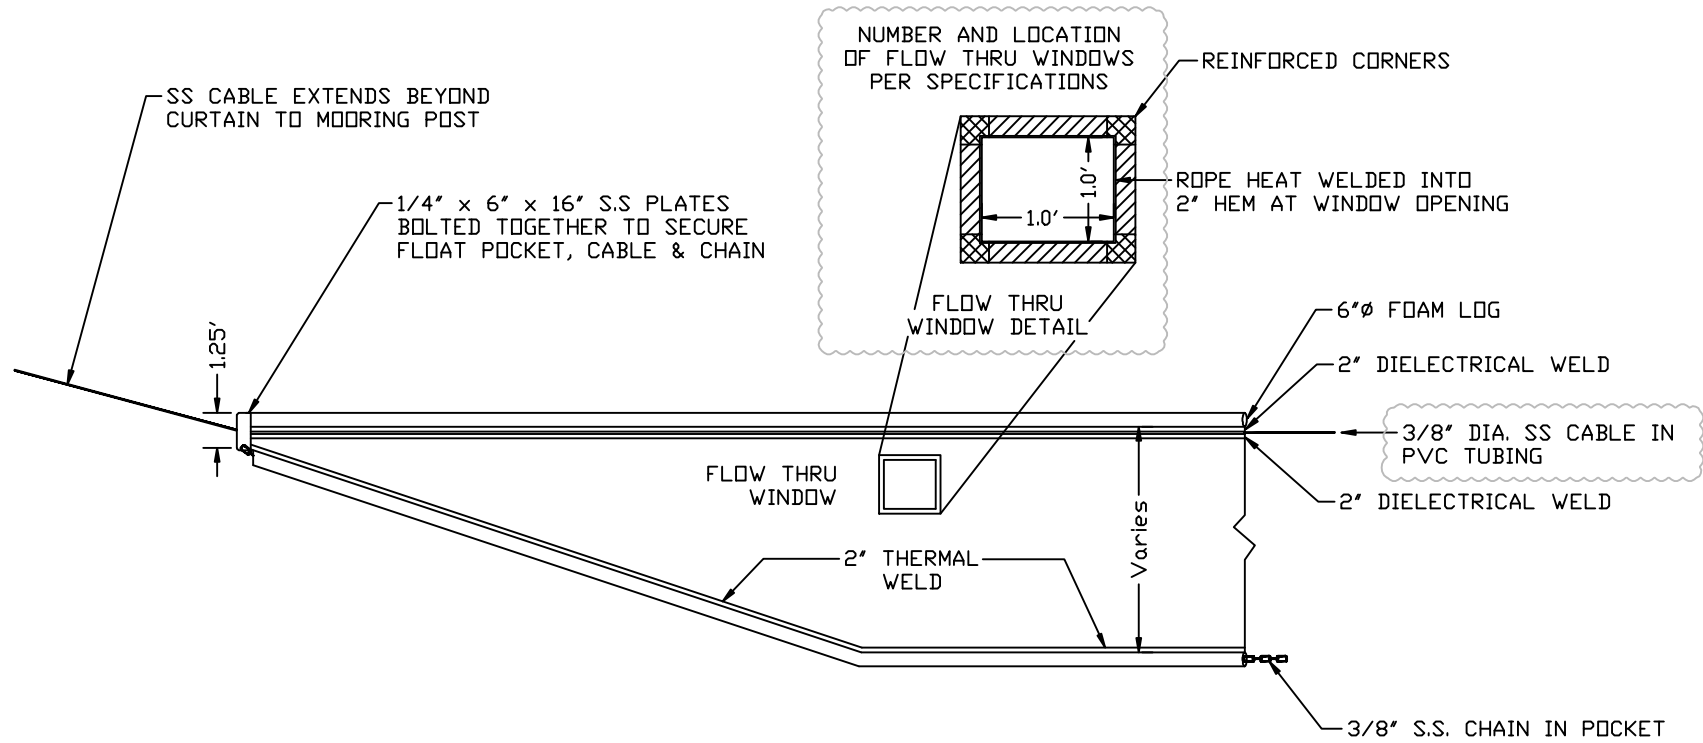 NUMBER AND LOCATION
OF FLOW THRU WINDOWS
PER SPECIFICATIONS
REINFORCED CORNERS
SS CABLE EXTENDS BEYOND
CURTAIN TO MOORING POST
1.0'
1.0'
ROPE HEAT WELDED INTO
2" HEM AT WINDOW OPENING
1/4" x 6" x 16" S.S PLATES
BOLTED TOGETHER TO SECURE
FLOAT POCKET, CABLE & CHAIN
FLOW THRU
WINDOW DETAIL
6"Ø FOAM LOG
1.25'
2" DIELECTRICAL WELD
3/8" DIA. SS CABLE IN
PVC TUBING
FLOW THRU
WINDOW
2" DIELECTRICAL WELD
Varies
2" THERMAL
WELD
3/8" S.S. CHAIN IN POCKET